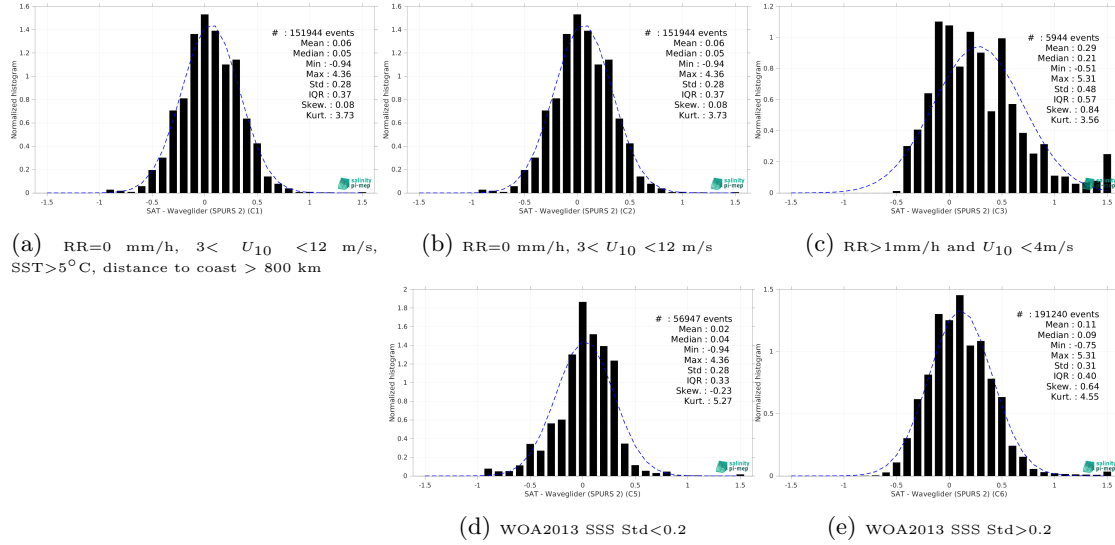 Normalized histogram
1.6
1.4
1.2
1
0.8
0.6
0.4
0.2
0
-1.5 -1 -0.5 0 0.5 1 1.5
SAT - Waveglider (SPURS 2) (C1)
# : 151944 events
Mean : 0.06
Median : 0.05
Min : -0.94
Max : 4.36
Std : 0.28
IQR : 0.37
Skew. : 0.08
Kurt. : 3.73
salinity
pi-mep
(a) RR=0 mm/h, 3< U10 <12 m/s,
SST>5°C, distance to coast > 800 km
Normalized histogram
1.6
1.4
1.2
1
0.8
0.6
0.4
0.2
0
-1.5 -1 -0.5 0 0.5 1 1.5
SAT - Waveglider (SPURS 2) (C2)
# : 151944 events
Mean : 0.06
Median : 0.05
Min : -0.94
Max : 4.36
Std : 0.28
IQR : 0.37
Skew. : 0.08
Kurt. : 3.73
salinity
pi-mep
(b) RR=0 mm/h, 3< U10 <12 m/s
Normalized histogram
1.2
1
0.8
0.6
0.4
0.2
0
-1.5 -1 -0.5 0 0.5 1 1.5
SAT - Waveglider (SPURS 2) (C3)
# : 5944 events
Mean : 0.29
Median : 0.21
Min : -0.51
Max : 5.31
Std : 0.48
IQR : 0.57
Skew. : 0.84
Kurt. : 3.56
salinity
pi-mep
(c) RR>1mm/h and U10 <4m/s
Normalized histogram
2
1.8
1.6
1.4
1.2
1
0.8
0.6
0.4
0.2
0
-1.5 -1 -0.5 0 0.5 1 1.5
SAT - Waveglider (SPURS 2) (C5)
# : 56947 events
Mean : 0.02
Median : 0.04
Min : -0.94
Max : 4.36
Std : 0.28
IQR : 0.33
Skew. : -0.23
Kurt. : 5.27
salinity
pi-mep
(d) WOA2013 SSS Std<0.2
Normalized histogram
1.5
1
0.5
0
-1.5 -1 -0.5 0 0.5 1 1.5
SAT - Waveglider (SPURS 2) (C6)
# : 191240 events
Mean : 0.11
Median : 0.09
Min : -0.75
Max : 5.31
Std : 0.31
IQR : 0.40
Skew. : 0.64
Kurt. : 4.55
salinity
pi-mep
(e) WOA2013 SSS Std>0.2